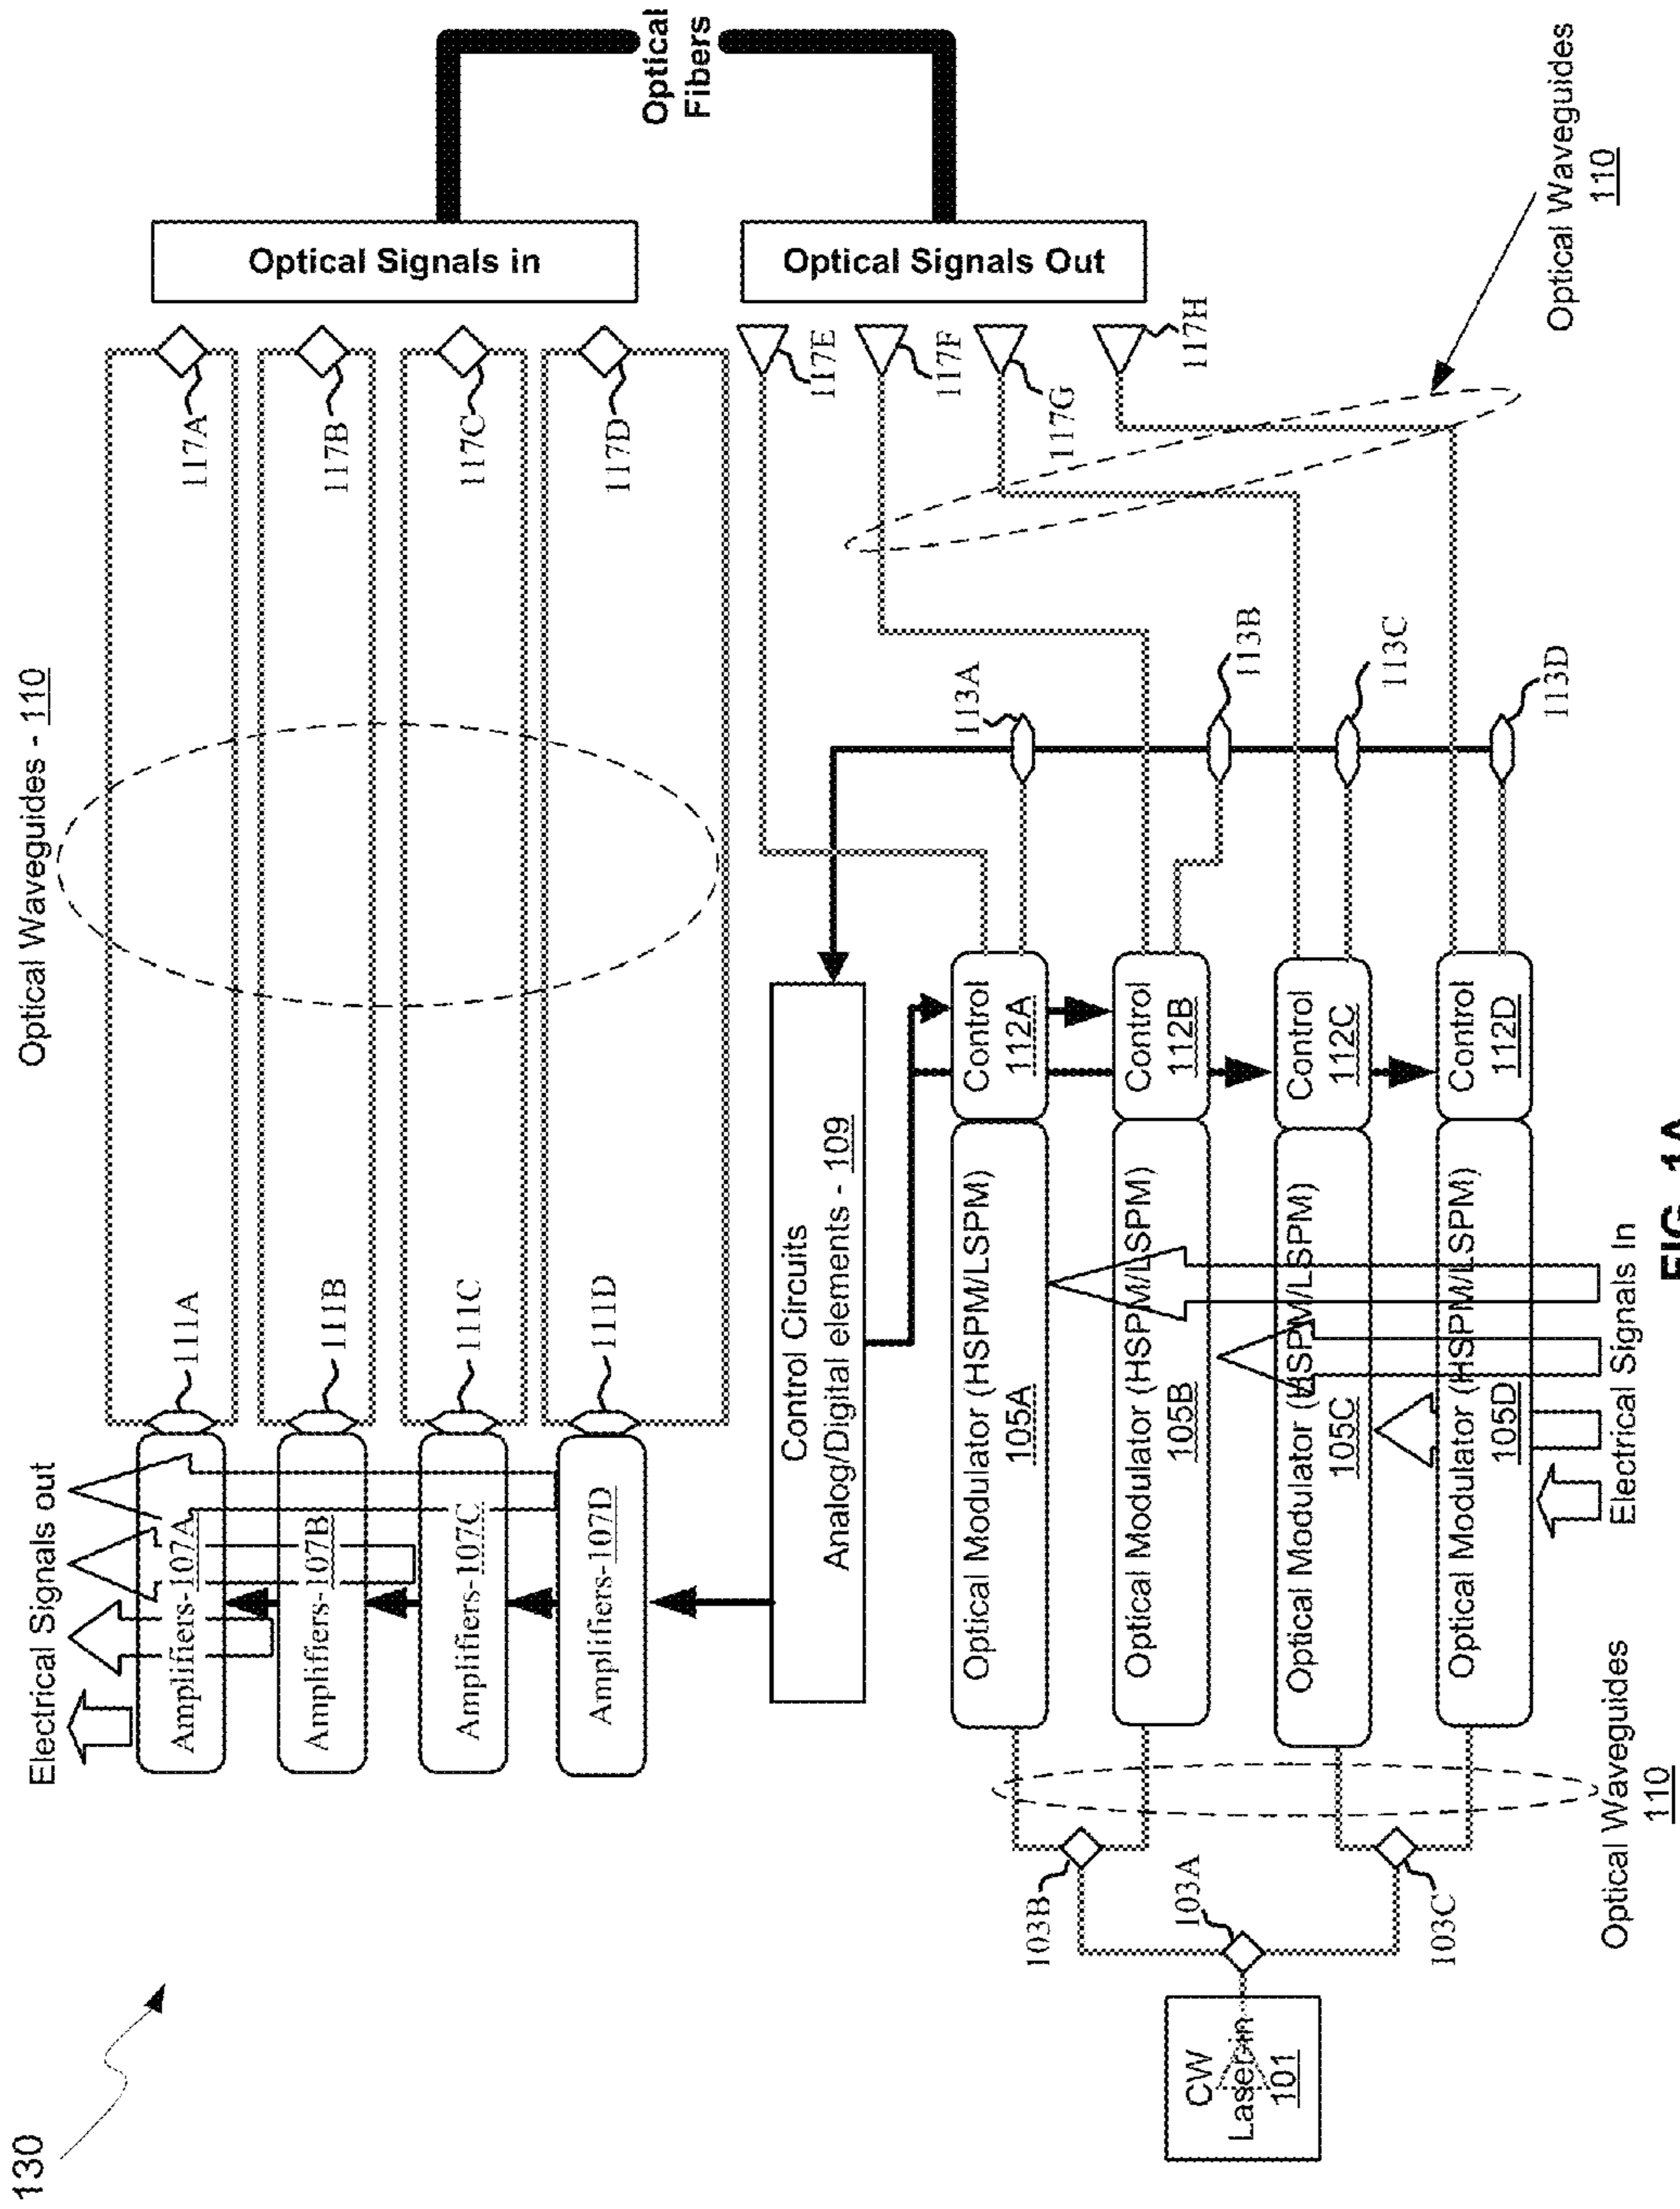 130
Optical Waveguides - 110
Electrical Signals out
Amplifiers-107A
Amplifiers-107B
Amplifiers-107C
Amplifiers-107D
111A
111B
111C
111D
117A
117B
117C
117D
Optical Signals in
Optical
Fibers
Optical Signals Out
117E
117F
117G
117H
Optical Waveguides
110
Control Circuits
Analog/Digital elements - 109
113A
113B
113C
113D
Control
112A
Control
112B
Control
112C
Control
112D
Optical Modulator (HSPM/LSPM)
105A
Optical Modulator (HSPM/LSPM)
105B
Optical Modulator (HSPM/LSPM)
105C
Optical Modulator (HSPM/LSPM)
105D
Electrical Signals In
CW
Laser in
101
103A
103B
103C
Optical Waveguides
110
FIG. 1A